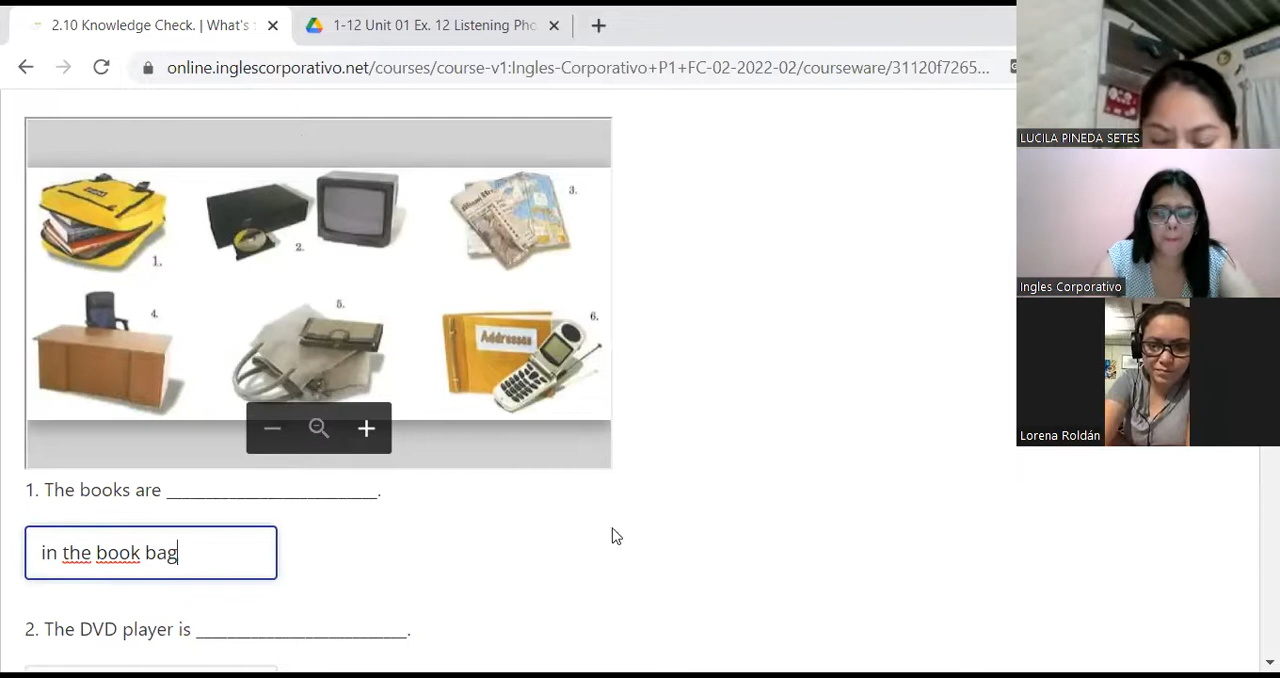 2.10 Knowledge Check. | What's
1-12 Unit 01 Ex. 12 Listening Pho
online.inglescorporativo.net/courses/course-v1:Ingles-Corporativo+P1+FC-02-2022-02/courseware/31120f7265...
1.
2.
3.
4.
5.
6.
Addresses
1. The books are _________________________.
in the book bag
2. The DVD player is _________________________.
LUCILA PINEDA SETES
Ingles Corporativo
Lorena Roldán